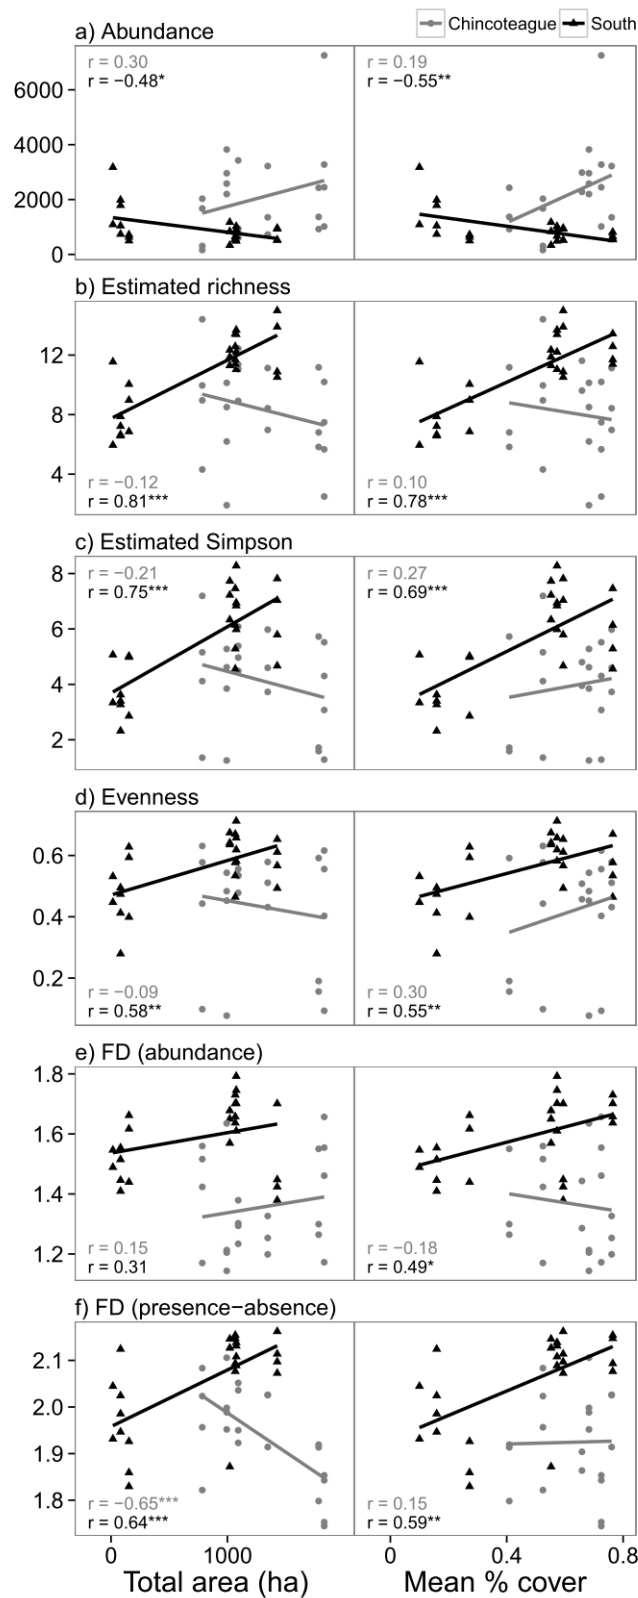 Chincoteague South
a) Abundance
r = 0.30
r = −0.48*
r = 0.19
r = −0.55**
6000
4000
2000
0
b) Estimated richness
12
8
4
r = −0.12
r = 0.81***
r = 0.10
r = 0.78***
c) Estimated Simpson
r = −0.21
r = 0.75***
r = 0.27
r = 0.69***
8
6
4
2
d) Evenness
0.6
0.4
0.2
r = −0.09
r = 0.58**
r = 0.30
r = 0.55**
e) FD (abundance)
1.8
1.6
1.4
1.2
r = 0.15
r = 0.31
r = −0.18
r = 0.49*
f) FD (presence−absence)
2.1
2.0
1.9
1.8
r = −0.65***
r = 0.64***
r = 0.15
r = 0.59**
0 1000
0 0.4 0.8
Total area (ha)
Mean % cover